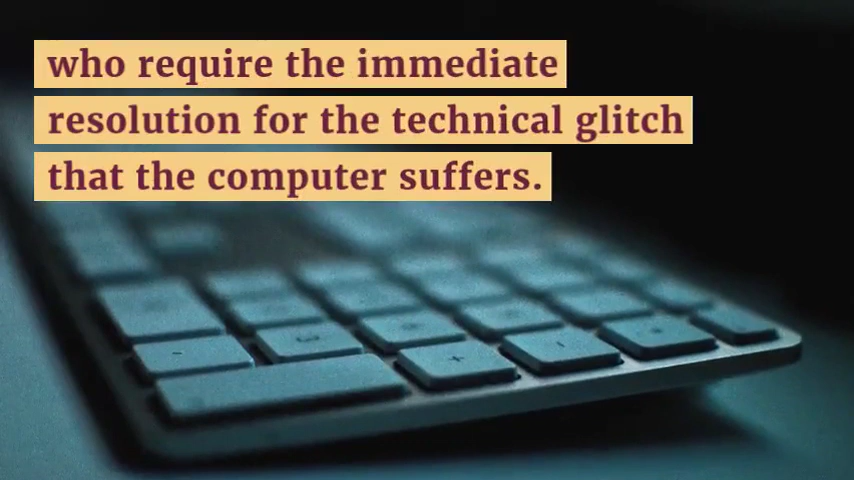 who require the immediate
resolution for the technical glitch
that the computer suffers.